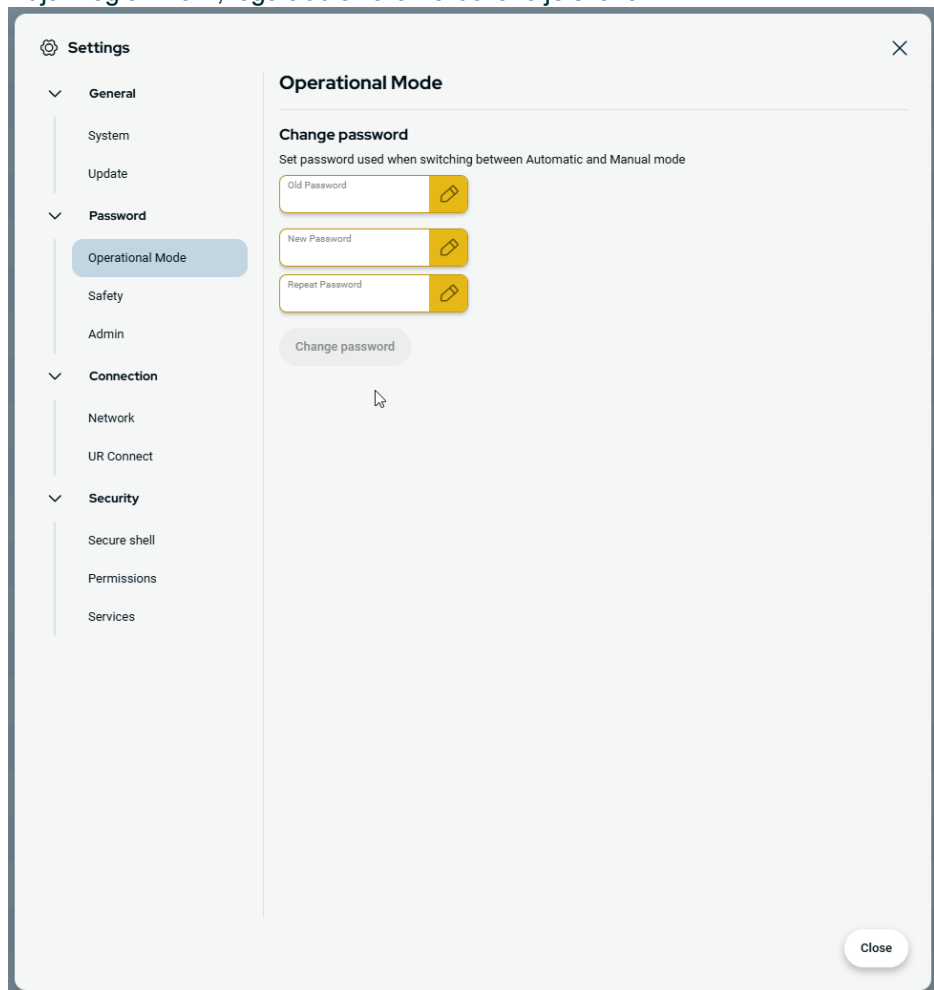 Settings
General
System
Update
Password
Operational Mode
Safety
Admin
Connection
Network
UR Connect
Security
Secure shell
Permissions
Services
Operational Mode
Change password
Set password used when switching between Automatic and Manual mode
Old Password
New Password
Repeat Password
Change password
Close